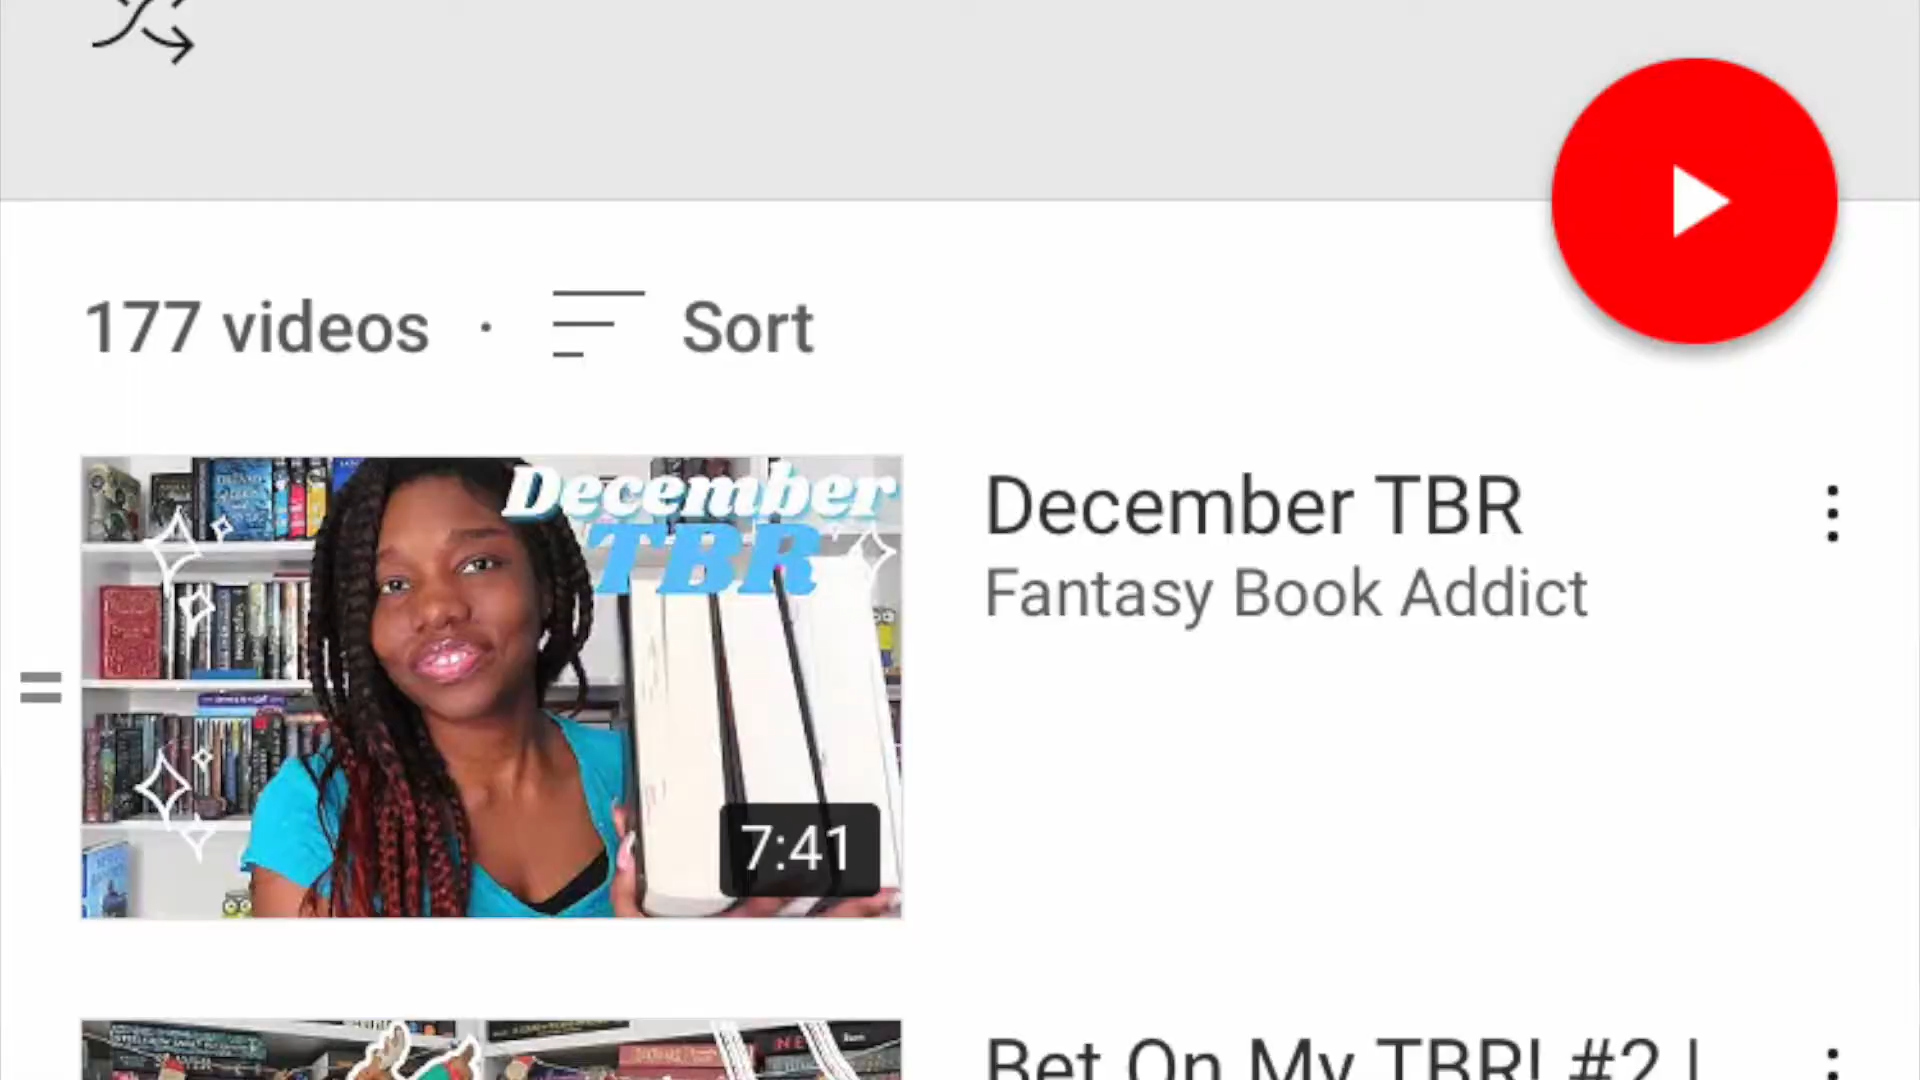 177 videos · Sort
December
TBR
7:41
December TBR
Fantasy Book Addict
Bet On My TBR! #2 |